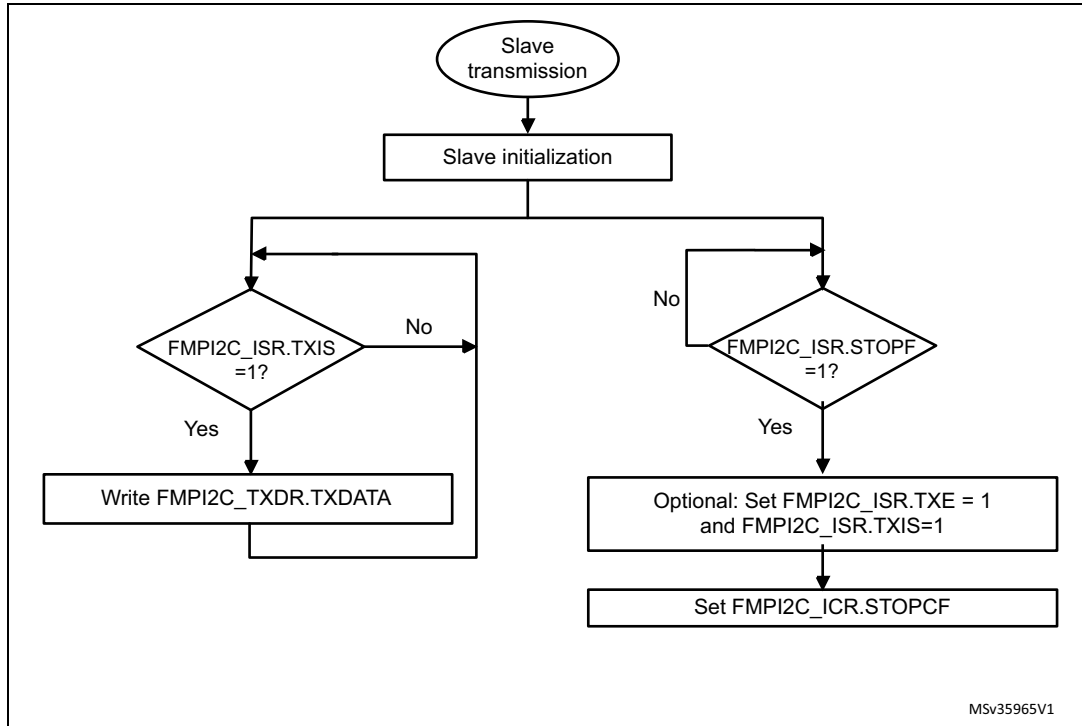 Slave
transmission
Slave initialization
FMPI2C_ISR.TXIS
=1?
No
Yes
Write FMPI2C_TXDR.TXDATA
No
FMPI2C_ISR.STOPF
=1?
Yes
Optional: Set FMPI2C_ISR.TXE = 1
and FMPI2C_ISR.TXIS=1
Set FMPI2C_ICR.STOPCF
MSv35965V1